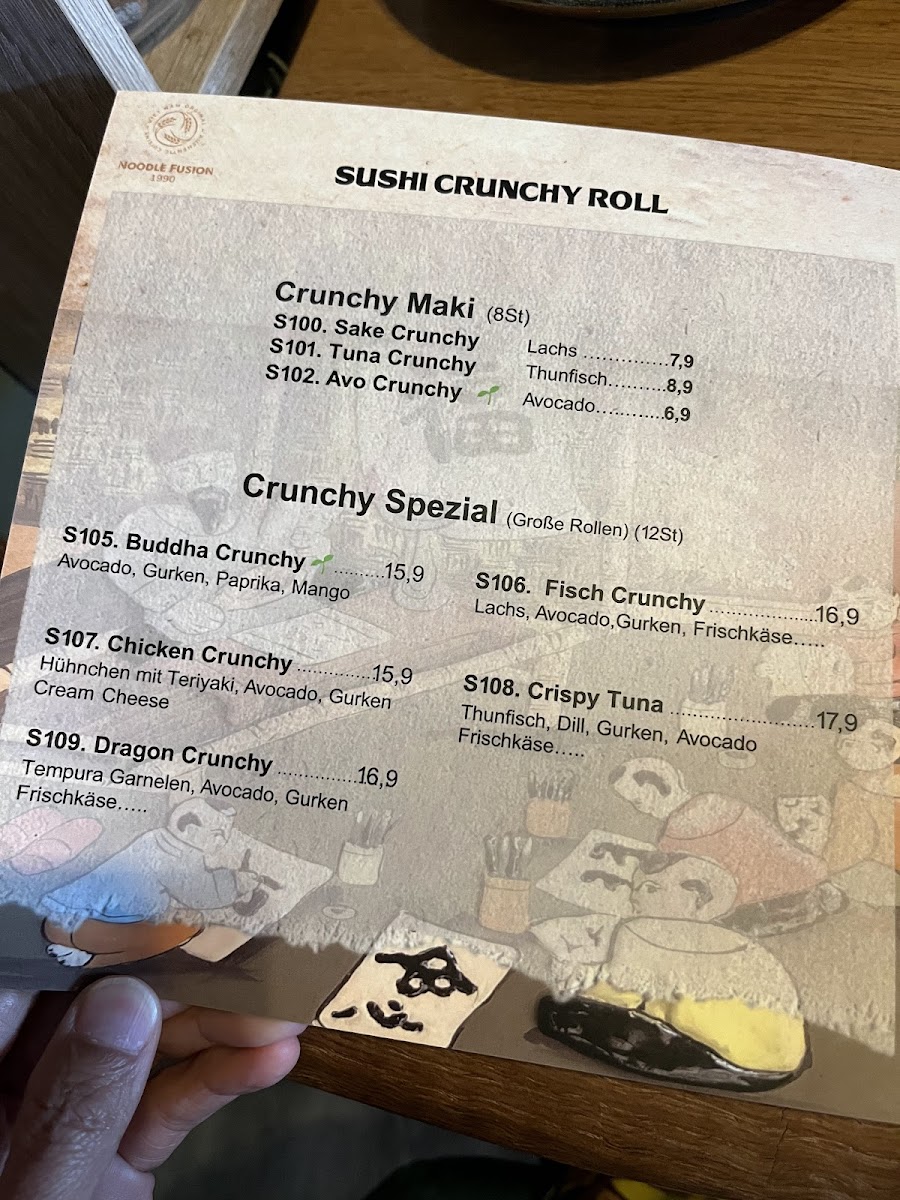 NOODLE FUSION
1990
SUSHI CRUNCHY ROLL
Crunchy Maki (8St)
S100. Sake Crunchy Lachs ..............7,9
S101. Tuna Crunchy Thunfisch..........8,9
S102. Avo Crunchy Avocado............6,9
Crunchy Spezial (Große Rollen) (12St)
S105. Buddha Crunchy ..........15,9
Avocado, Gurken, Paprika, Mango
S106. Fisch Crunchy ......................16,9
Lachs, Avocado,Gurken, Frischkäse.....
S107. Chicken Crunchy ...............15,9
Hühnchen mit Teriyaki, Avocado, Gurken
Cream Cheese
S108. Crispy Tuna .............................17,9
Thunfisch, Dill, Gurken, Avocado
Frischkäse.....
S109. Dragon Crunchy ................16,9
Tempura Garnelen, Avocado, Gurken
Frischkäse.....